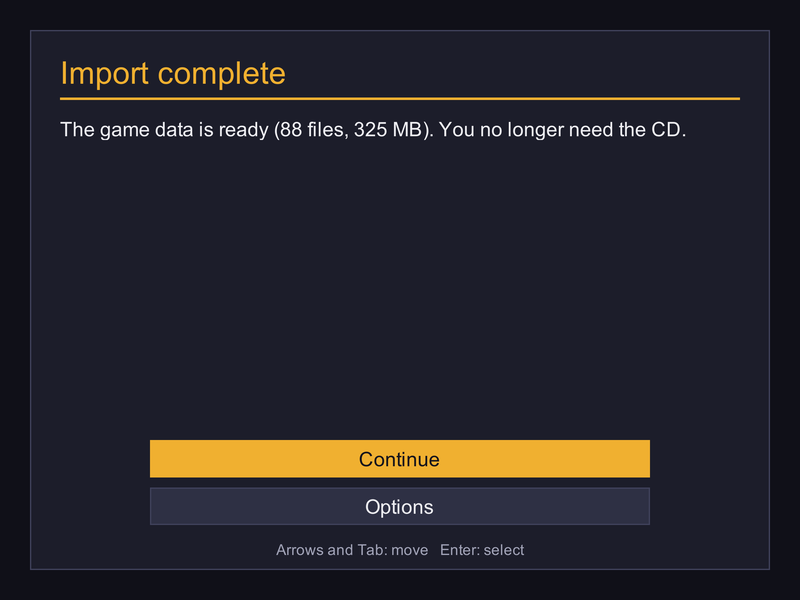 Import complete
The game data is ready (88 files, 325 MB). You no longer need the CD.
Continue
Options
Arrows and Tab: move   Enter: select